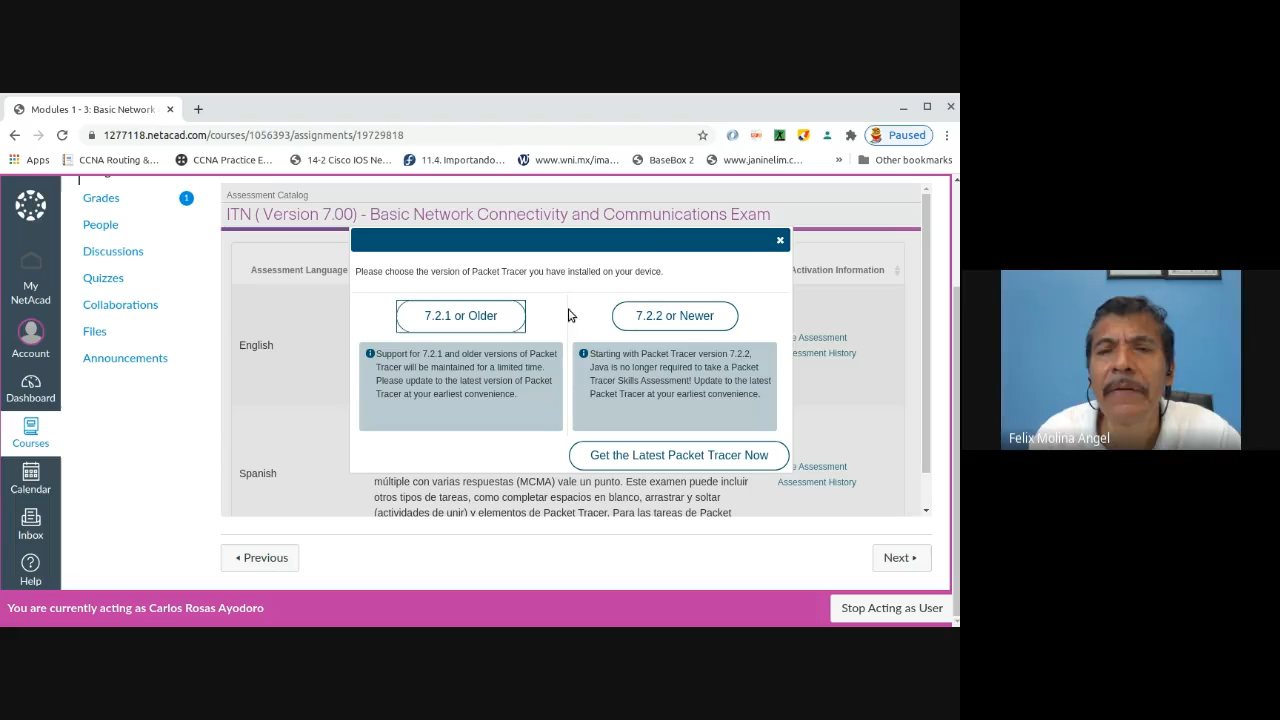 Modules 1 - 3: Basic Network
1277118.netacad.com/courses/1056393/assignments/19729818
Paused
Apps
CCNA Routing &...
CCNA Practice E...
14-2 Cisco IOS Ne...
11.4. Importando...
www.wni.mx/ima...
BaseBox 2
www.janinelim.c...
»
Other bookmarks
My NetAcad
Account
Dashboard
Courses
Calendar
Inbox
Help
Grades
1
People
Discussions
Quizzes
Collaborations
Files
Announcements
Assessment Catalog
ITN ( Version 7.00) - Basic Network Connectivity and Communications Exam
Assessment Language
Activation Information
Please choose the version of Packet Tracer you have installed on your device.
7.2.1 or Older
7.2.2 or Newer
Support for 7.2.1 and older versions of Packet
Tracer will be maintained for a limited time.
Please update to the latest version of Packet
Tracer at your earliest convenience.
Starting with Packet Tracer version 7.2.2,
Java is no longer required to take a Packet
Tracer Skills Assessment! Update to the latest
Packet Tracer at your earliest convenience.
Get the Latest Packet Tracer Now
English
e Assessment
Assessment History
Spanish
e Assessment
Assessment History
múltiple con varias respuestas (MCMA) vale un punto. Este examen puede incluir
otros tipos de tareas, como completar espacios en blanco, arrastrar y soltar
(actividades de unir) y elementos de Packet Tracer. Para las tareas de Packet
Previous
Next
You are currently acting as Carlos Rosas Ayodoro
Stop Acting as User
Felix Molina Angel